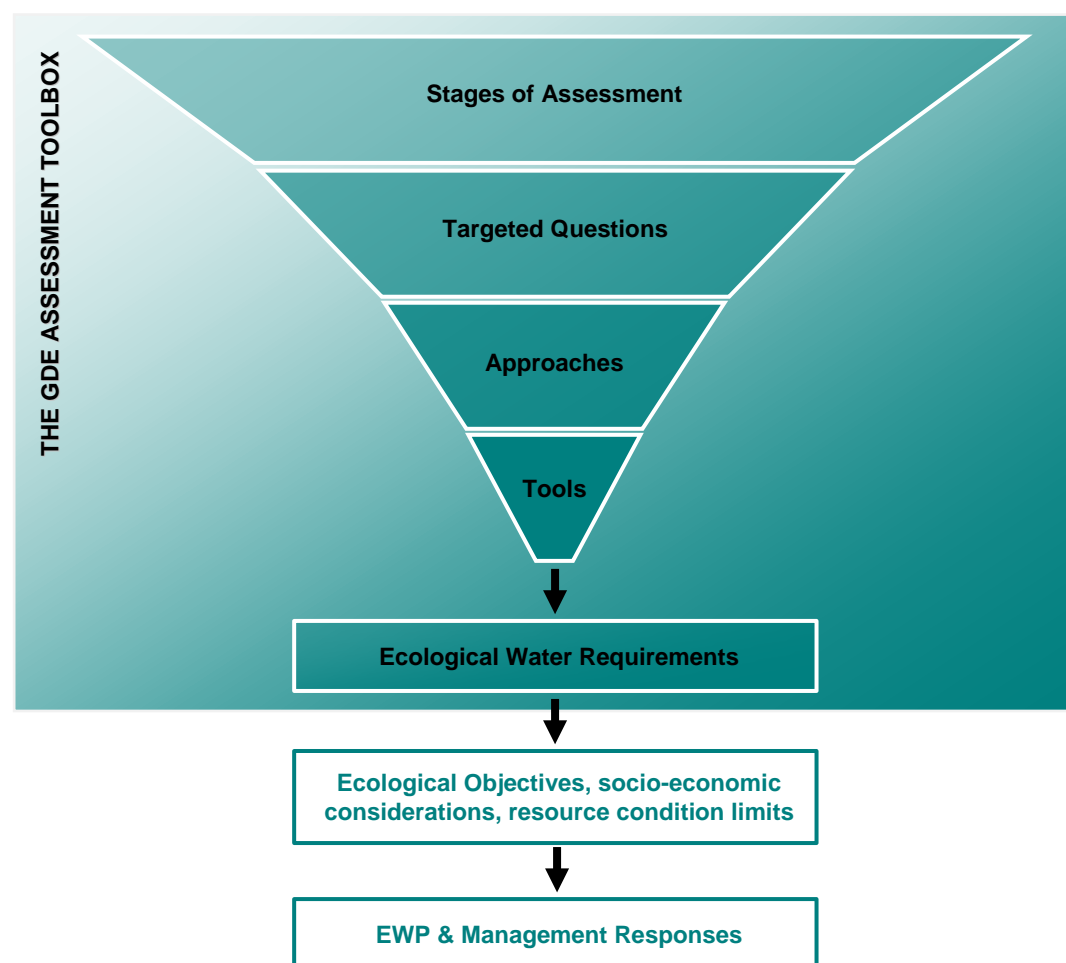 THE GDE ASSESSMENT TOOLBOX
Stages of Assessment
Targeted Questions
Approaches
Tools
Ecological Water Requirements
Ecological Objectives, socio-economic
considerations, resource condition limits
EWP & Management Responses